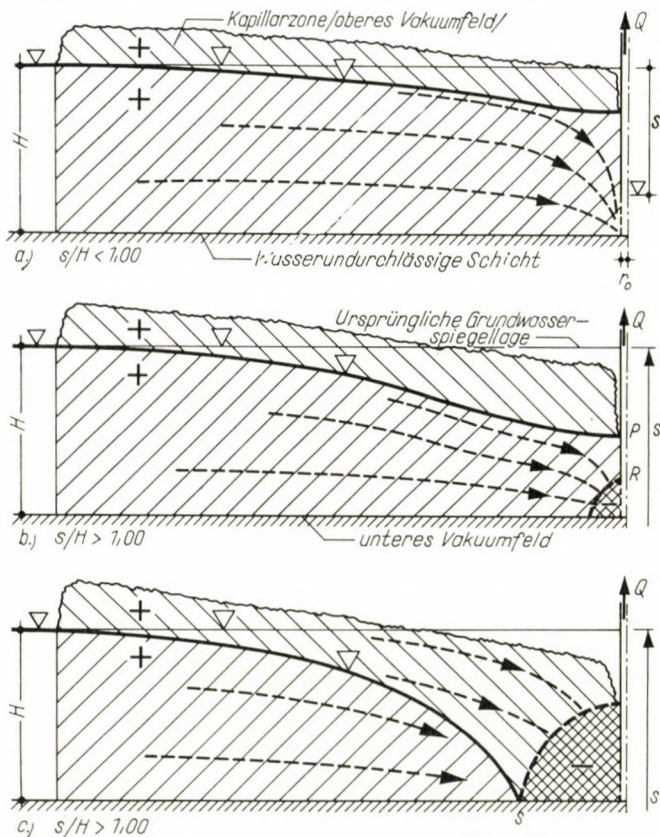 Kapillarzone/oberes Vakuumfeld/
Q
H
s
a.) s/H < 1,00
Wasserundurchlässige Schicht
r₀
Ursprüngliche Grundwasser-
spiegellage
Q
H
s
P
R
b.) s/H > 1,00
unteres Vakuumfeld
Q
H
s
S
c.) s/H > 1,00